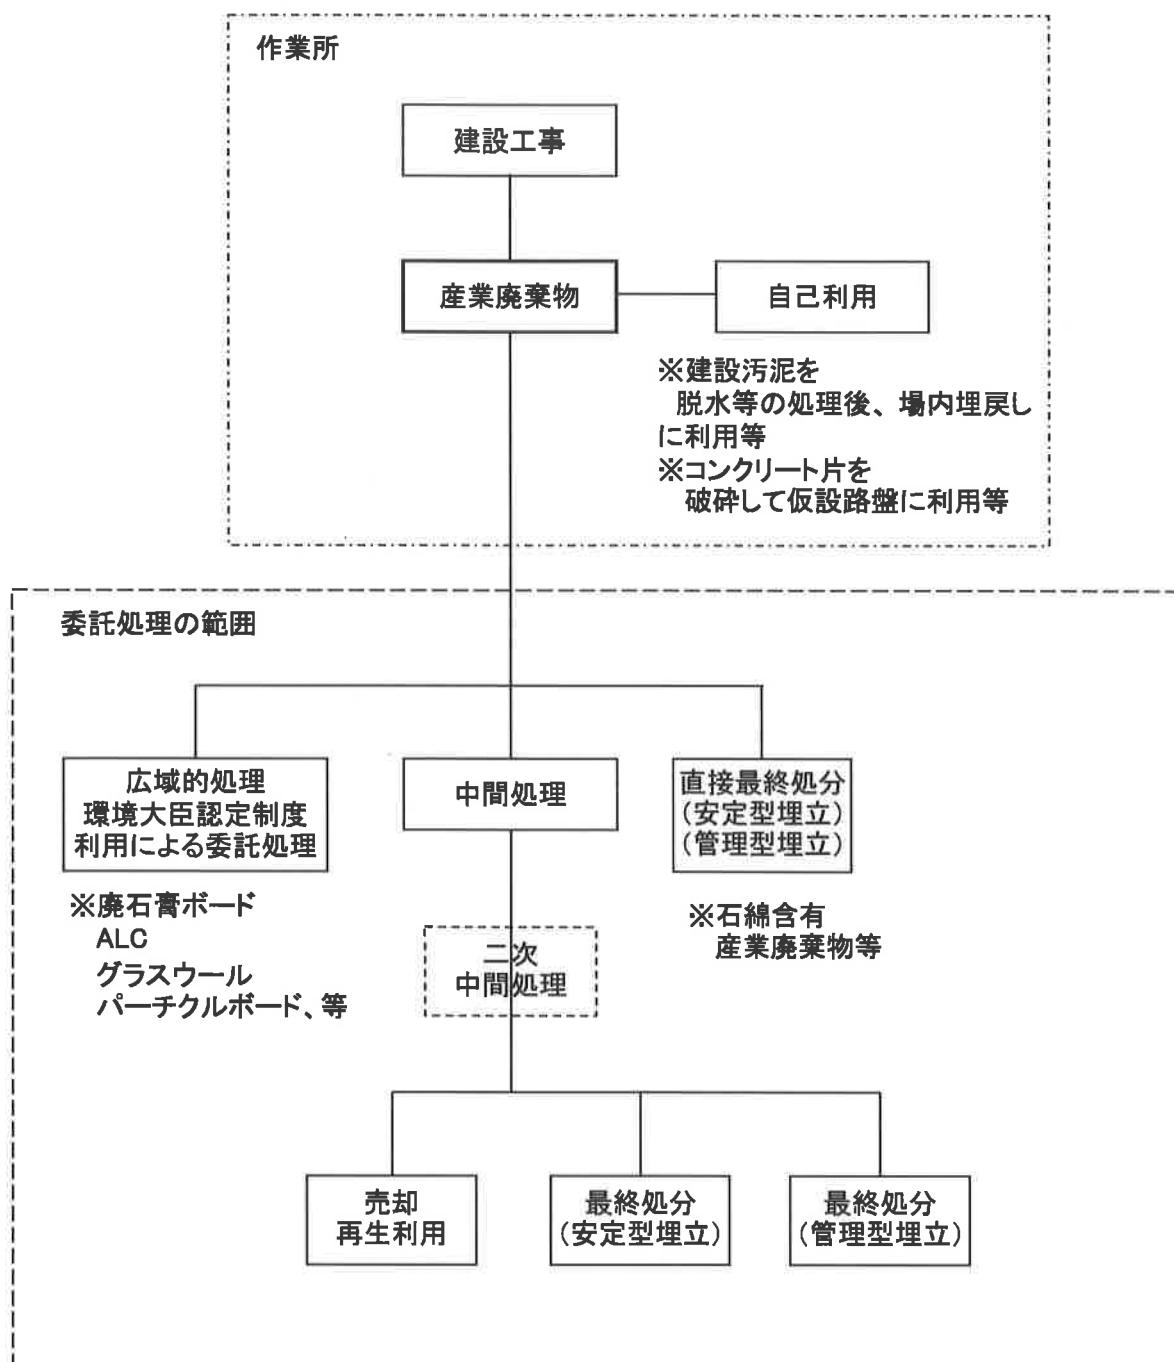 作業所
建設工事
産業廃棄物
自己利用
※建設汚泥を
脱水等の処理後、場内埋戻し
に利用等
※コンクリート片を
破砕して仮設路盤に利用等
委託処理の範囲
広域的処理
環境大臣認定制度
利用による委託処理
※廃石膏ボード
ALC
グラスウール
パーチクルボード、等
中間処理
直接最終処分
(安定型埋立)
(管理型埋立)
※石綿含有
産業廃棄物等
二次
中間処理
売却
再生利用
最終処分
(安定型埋立)
最終処分
(管理型埋立)